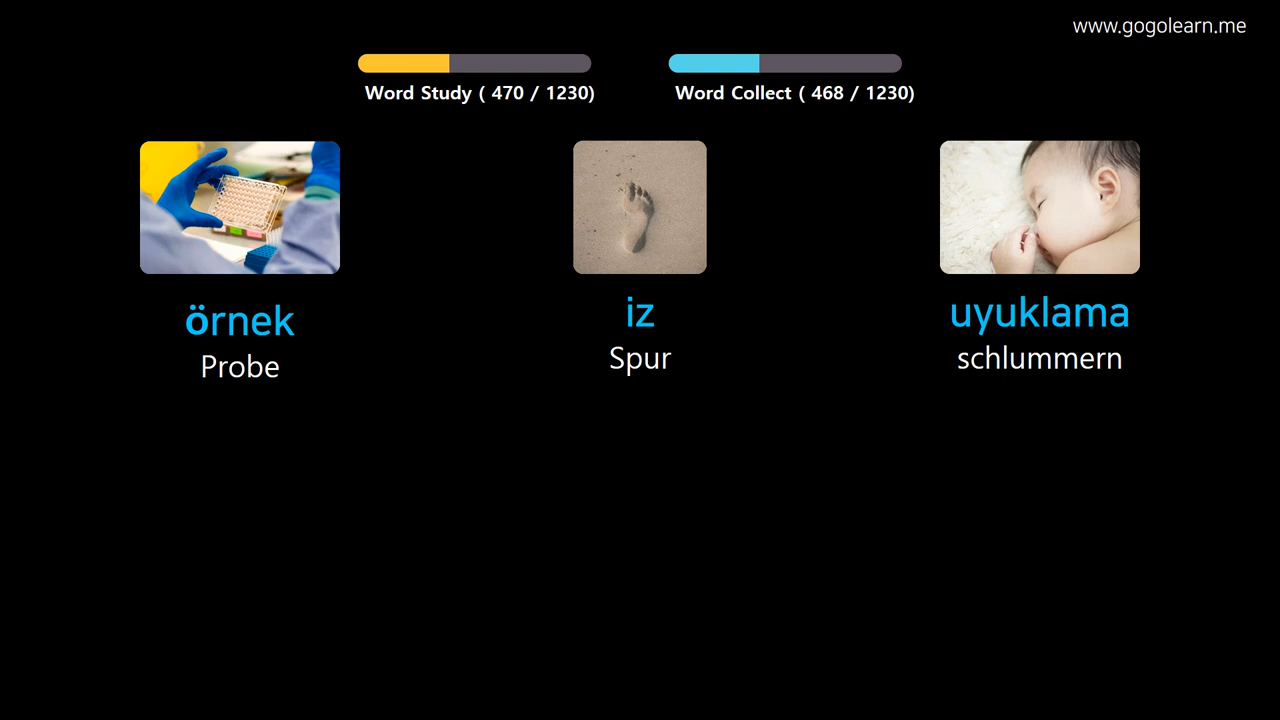 www.gogolearn.me
Word Study ( 470 / 1230)
Word Collect ( 468 / 1230)
örnek
Probe
iz
Spur
uyuklama
schlummern